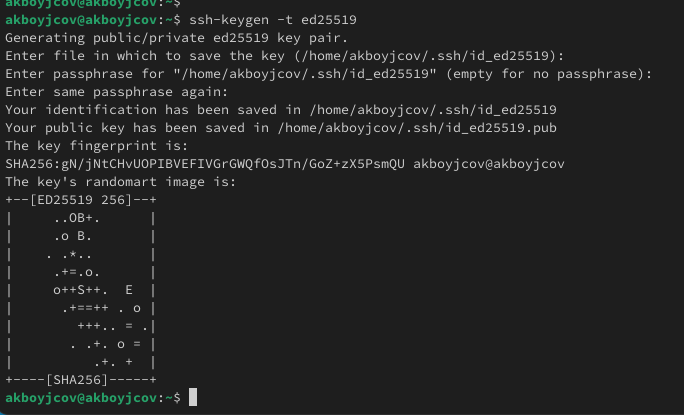 akboyjcov@akboyjcov:~$
akboyjcov@akboyjcov:~$ ssh-keygen -t ed25519
Generating public/private ed25519 key pair.
Enter file in which to save the key (/home/akboyjcov/.ssh/id_ed25519):
Enter passphrase for "/home/akboyjcov/.ssh/id_ed25519" (empty for no passphrase):
Enter same passphrase again:
Your identification has been saved in /home/akboyjcov/.ssh/id_ed25519
Your public key has been saved in /home/akboyjcov/.ssh/id_ed25519.pub
The key fingerprint is:
SHA256:gN/jNtCHvUOPIBVEFIVGrGWQfOsJTn/GoZ+zX5PsmQU akboyjcov@akboyjcov
The key's randomart image is:
+--[ED25519 256]--+
|     ..OB+.      |
|     .o B.       |
|    . .*..       |
|     .+=.o.      |
|     o++S++.  E  |
|      .+==++ . o |
|        +++.. = .|
|       . .+. o = |
|          .+. +  |
+----[SHA256]-----+
akboyjcov@akboyjcov:~$